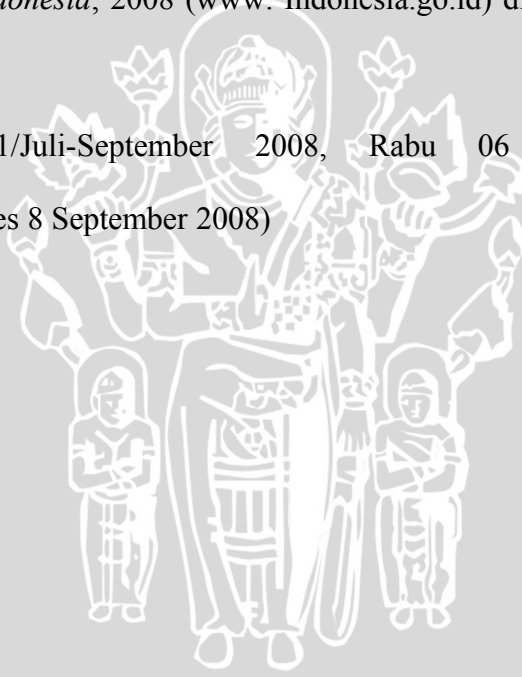 donesia, 2008 (www. Indonesia.go.id) di
1/Juli-September 2008, Rabu 06
es 8 September 2008)